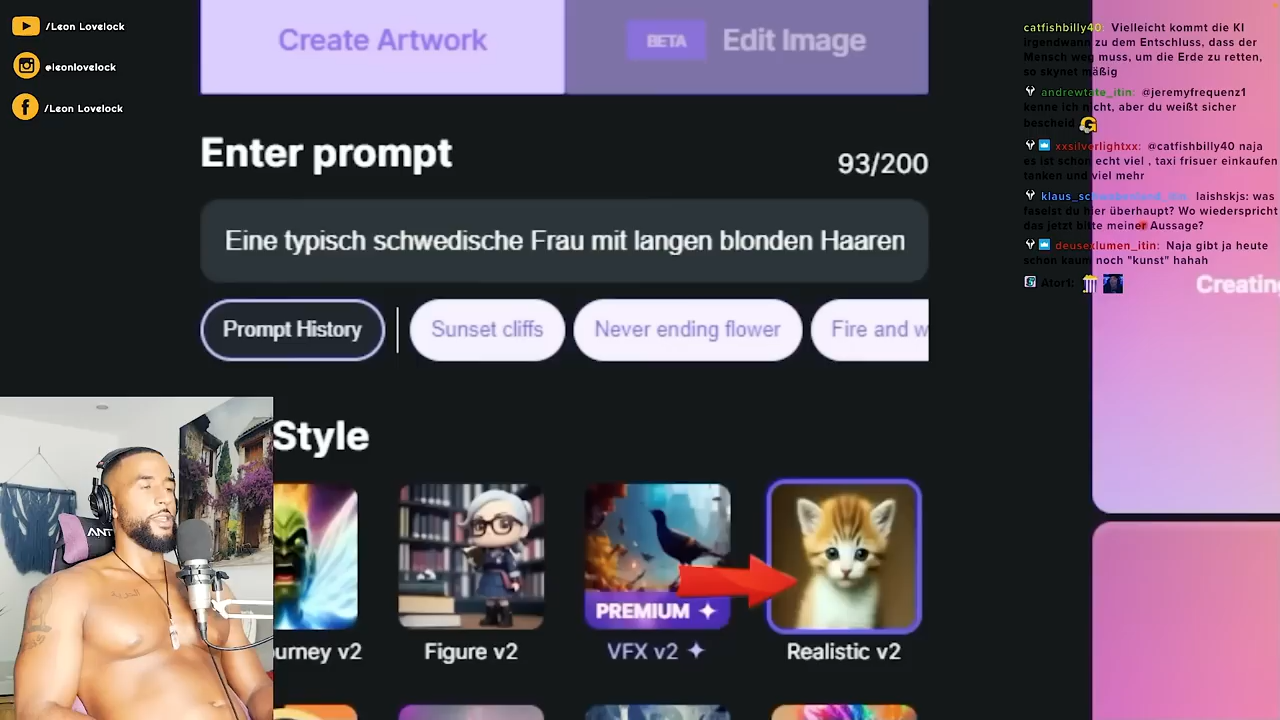 /Leon Lovelock
@leonlovelock
/Leon Lovelock
Create Artwork
BETA Edit Image
Enter prompt
93/200
Eine typisch schwedische Frau mit langen blonden Haaren
Prompt History
Sunset cliffs
Never ending flower
Fire and w
Style
PREMIUM
urney v2
Figure v2
VFX v2
Realistic v2
ANT
catfishbilly40: Vielleicht kommt die KI
irgendwann zu dem Entschluss, dass der
Mensch weg muss, um die Erde zu retten,
so skynet mäßig
andrewtate_itin: @jeremyfrequenz1
kenne ich nicht, aber du weißt sicher
bescheid
xxsilverlightxx: @catfishbilly40 naja
es ist schon echt viel , taxi frisuer einkaufen
tanken und viel mehr
laishskjs: was
faselst du hier überhaupt? Wo wiederspricht
das jetzt bitte meiner Aussage?
deusexlumen_itin: Naja gibt ja heute
schon kaum noch "kunst" hahah
Ator1:
Creatin